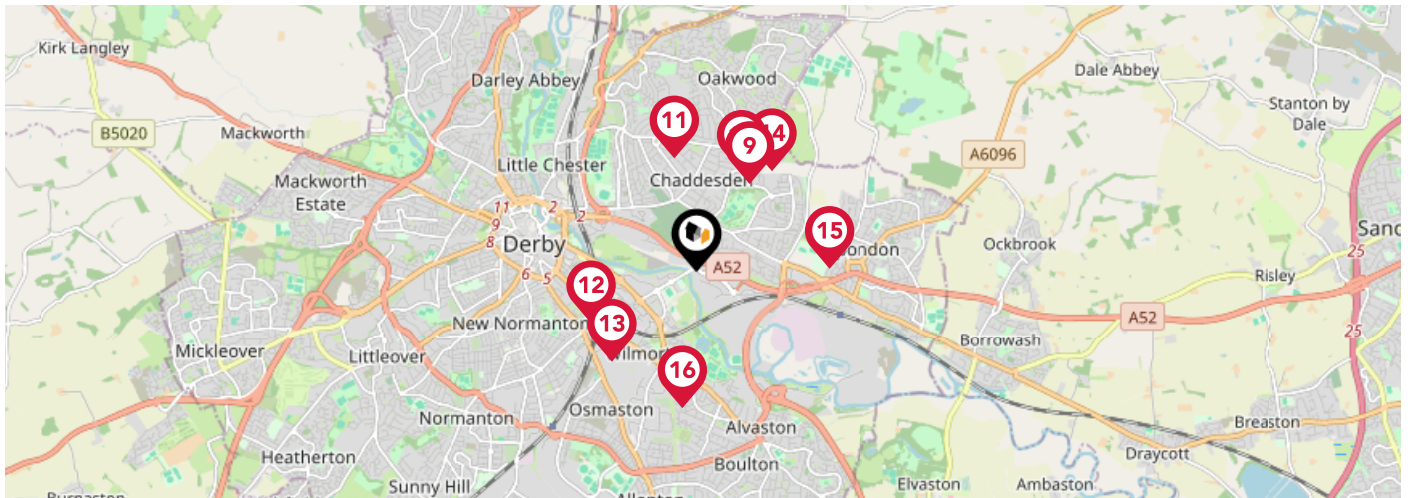 Kirk Langley
Darley Abbey
Oakwood
Dale Abbey
Stanton by
Dale
B5020
Mackworth
11
9
A6096
Little Chester
Chaddesden
Mackworth
Estate
11
2
2
9
8
Derby
15
Ockbrook
25
A52
Risley
6
5
12
New Normanton
13
A52
25
Mickleover
Littleover
Borrowash
16
Osmaston
Normanton
Alvaston
Breaston
Heatherton
Boulton
Draycott
Sunny Hill
Elvaston
Ambaston